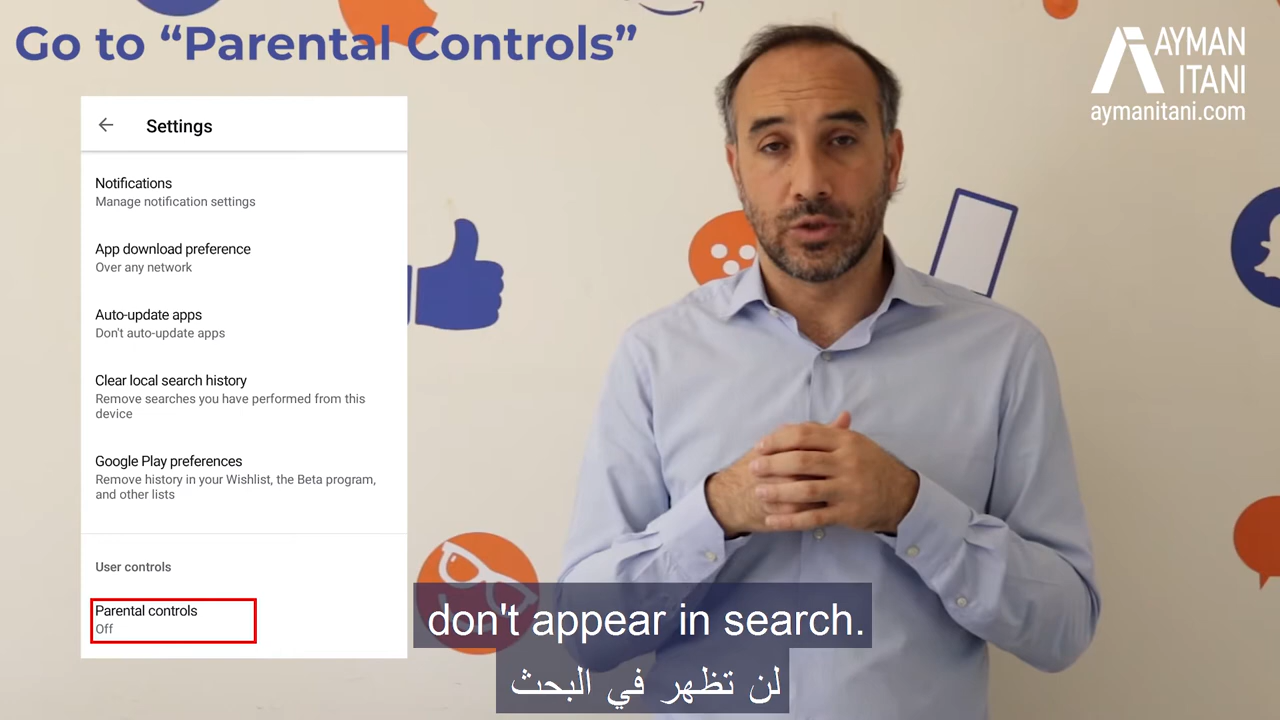 Go to “Parental Controls”
AYMAN
ITANI
aymanitani.com
Settings
Notifications
Manage notification settings
App download preference
Over any network
Auto-update apps
Don't auto-update apps
Clear local search history
Remove searches you have performed from this
device
Google Play preferences
Remove history in your Wishlist, the Beta program,
and other lists
User controls
Parental controls
Off
don't appear in search.
لن تظهر في البحث